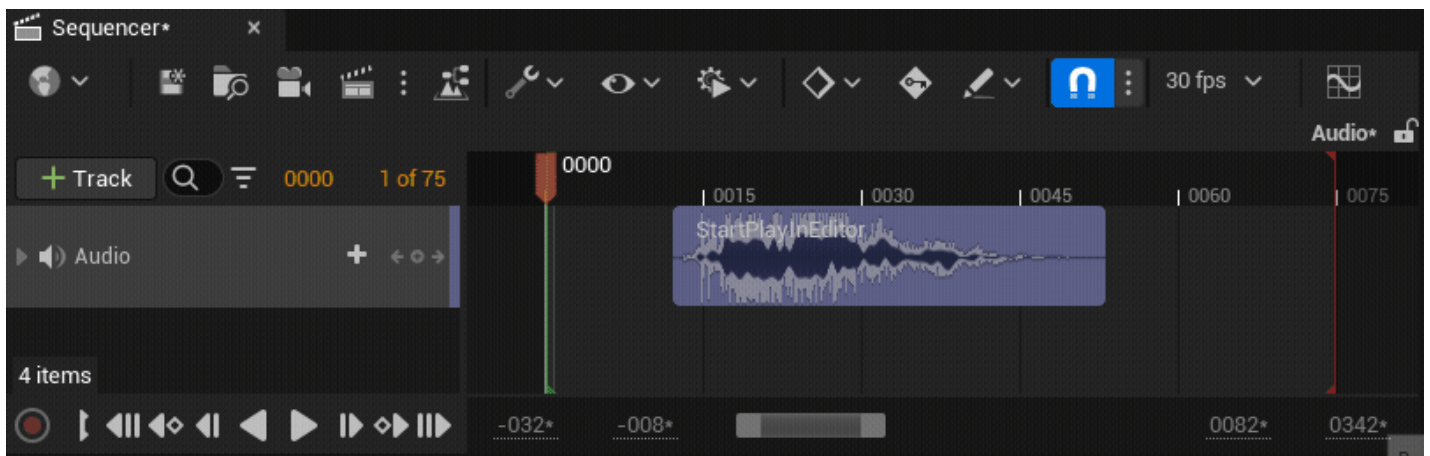 Sequencer*
30 fps
Audio*
Track
0000
1 of 75
0000
0015
0030
0045
0060
0075
Audio
StartPlayInEditor
4 items
-032*
-008*
0082*
0342*